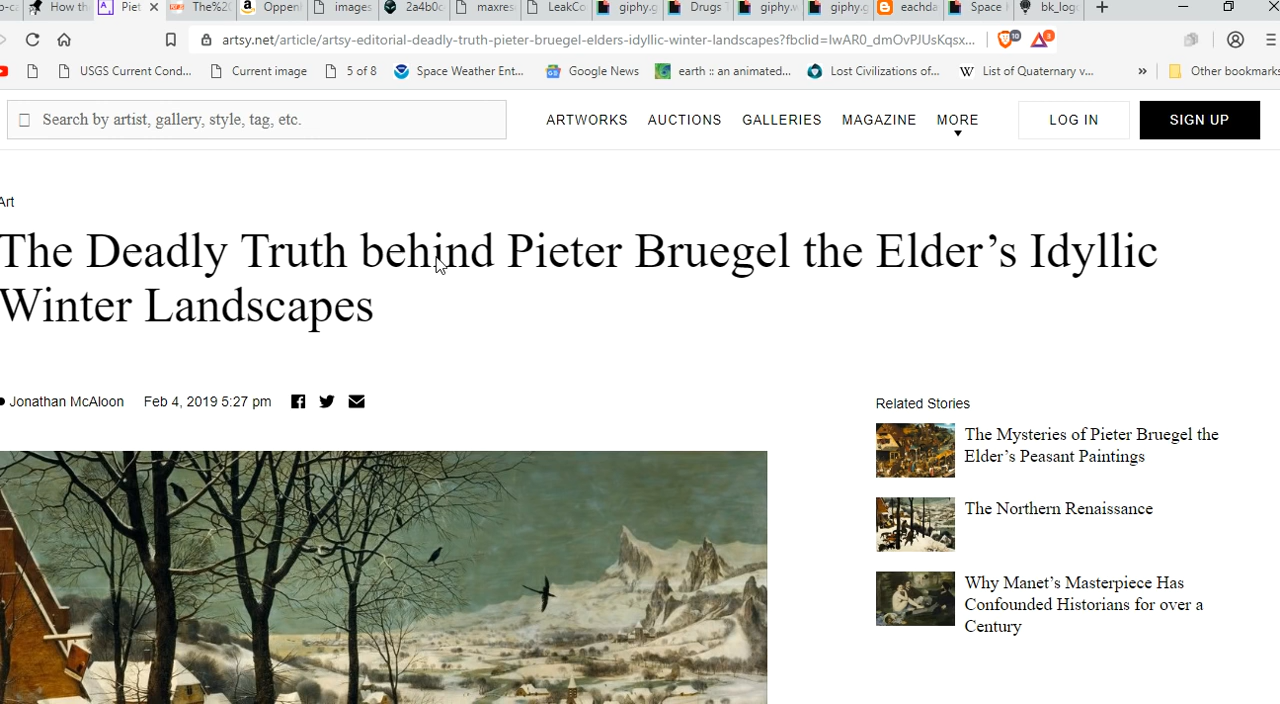 How th
Piet
The%20
Oppenh
images
2a4b0c
maxres
LeakCo
giphy.g
Drugs
giphy.w
giphy.g
eachda
Space
bk_log
artsy.net/article/artsy-editorial-deadly-truth-pieter-bruegel-elders-idyllic-winter-landscapes?fbclid=IwAR0_dmOvPJUsKqsx...
10
USGS Current Cond...
Current image
5 of 8
Space Weather Ent...
Google News
earth :: an animated...
Lost Civilizations of...
W List of Quaternary v...
»
Other bookmarks
Search by artist, gallery, style, tag, etc.
ARTWORKS
AUCTIONS
GALLERIES
MAGAZINE
MORE
LOG IN
SIGN UP
Art
The Deadly Truth behind Pieter Bruegel the Elder’s Idyllic
Winter Landscapes
Jonathan McAloon
Feb 4, 2019 5:27 pm
Related Stories
The Mysteries of Pieter Bruegel the
Elder’s Peasant Paintings
The Northern Renaissance
Why Manet’s Masterpiece Has
Confounded Historians for over a
Century